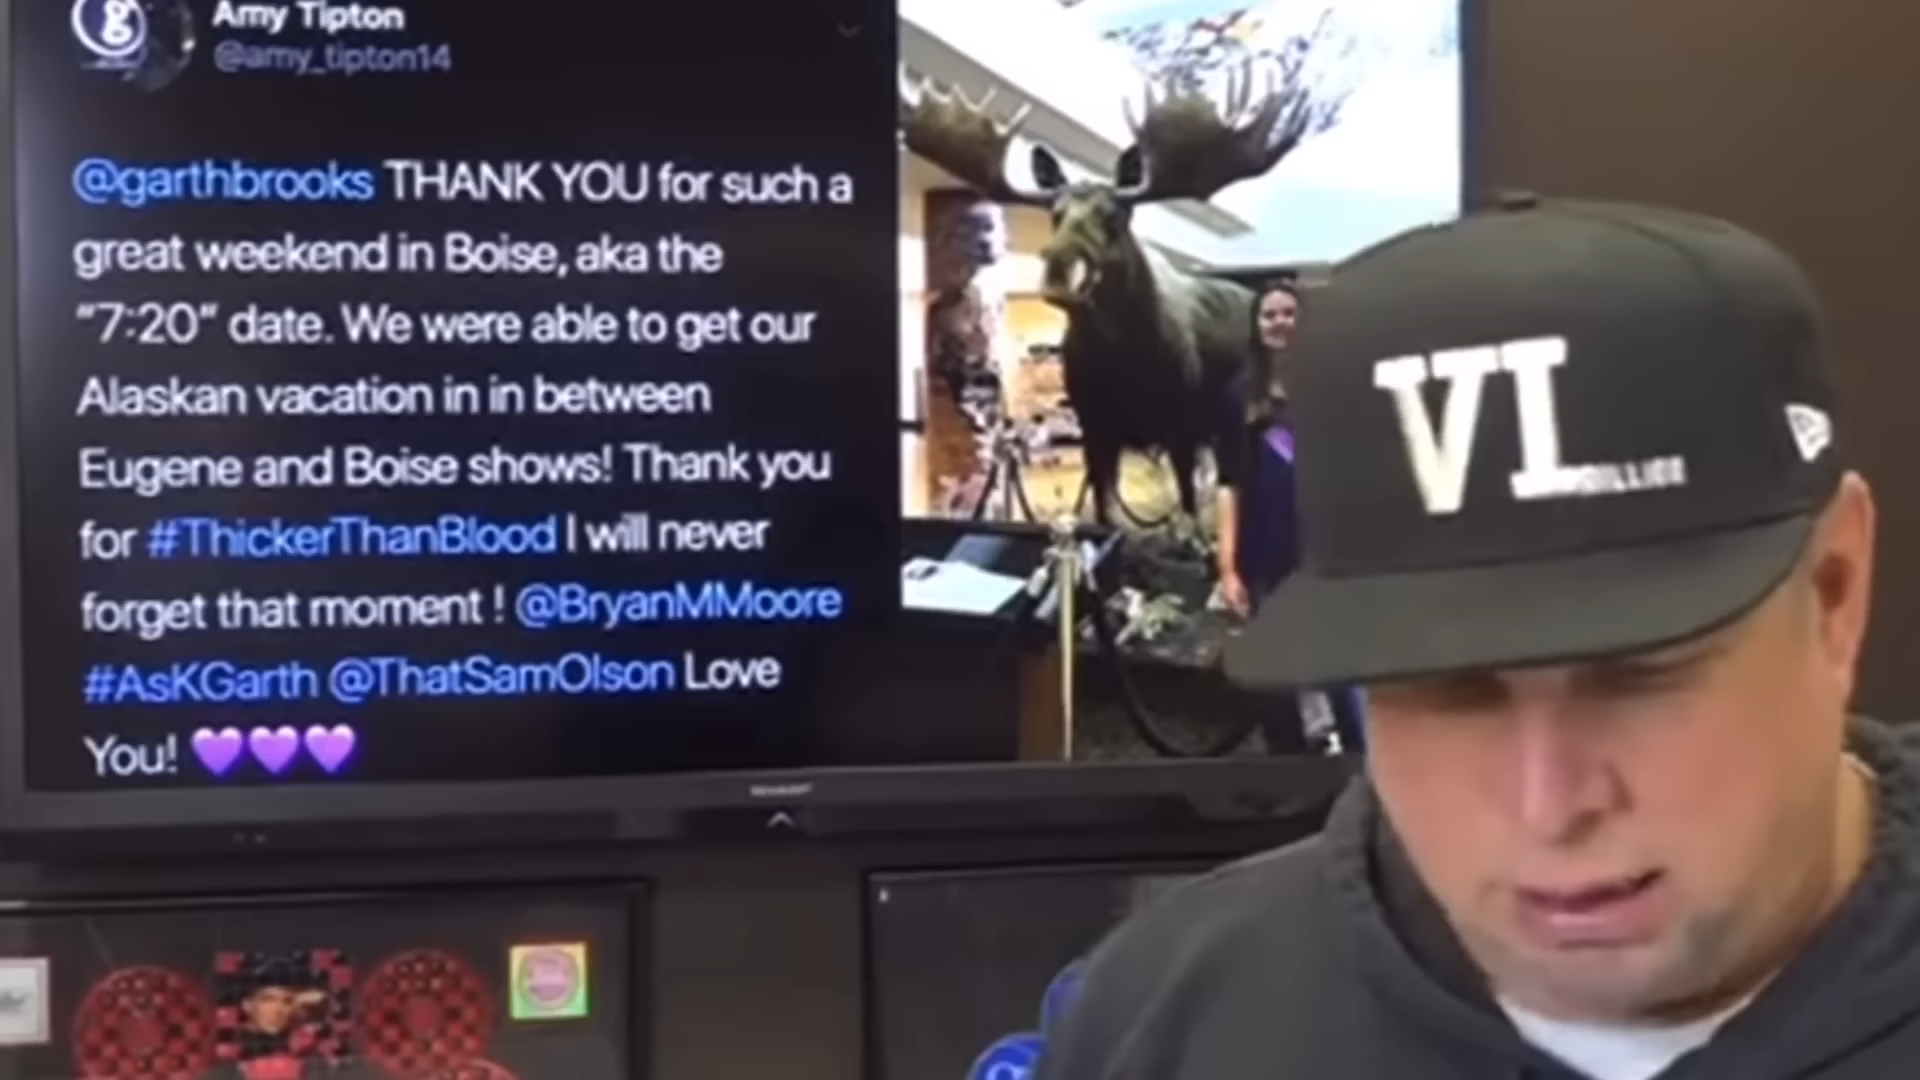 Amy Tipton
@amy_tipton14
@garthbrooks THANK YOU for such a
great weekend in Boise, aka the
"7:20" date. We were able to get our
Alaskan vacation in in between
Eugene and Boise shows! Thank you
for #ThickerThanBlood I will never
forget that moment ! @BryanMMoore
#AsKGarth @ThatSamOlson Love
You! 💜💜💜
SHARP
VI
g